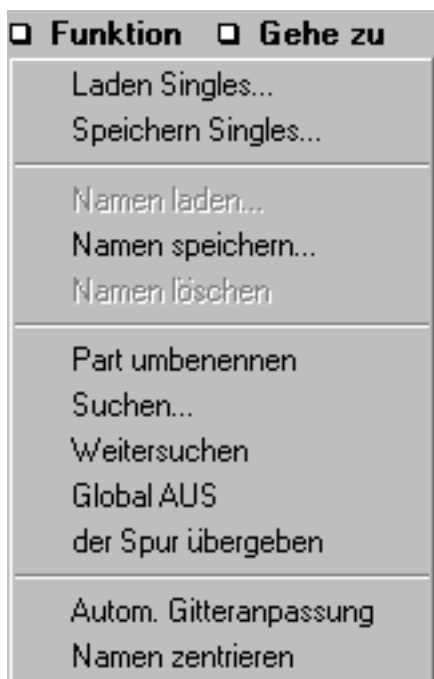 Funktion Gehe zu
Laden Singles...
Speichern Singles...
Namen laden...
Namen speichern...
Namen löschen
Part umbenennen
Suchen...
Weitersuchen
Global AUS
der Spur übergeben
Autom. Gitteranpassung
Namen zentrieren